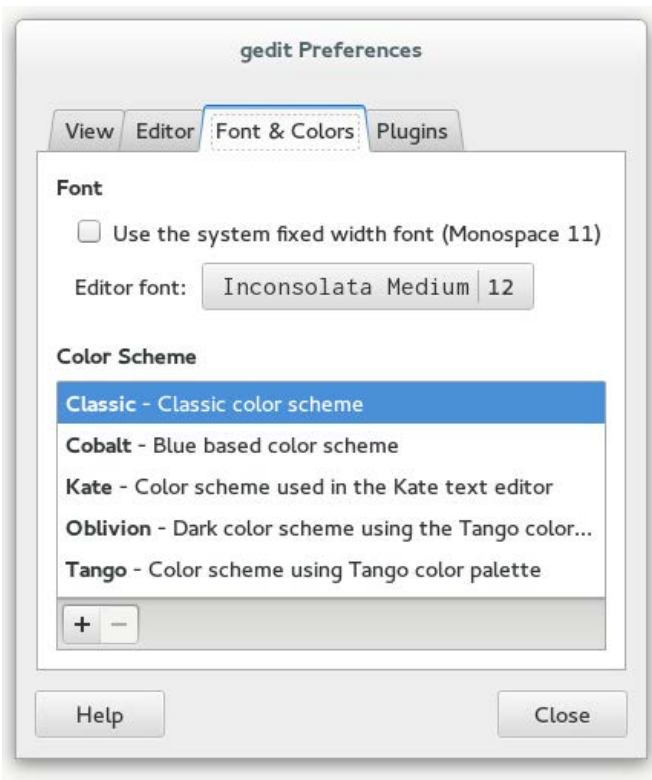 gedit Preferences
View Editor Font & Colors Plugins
Font
Use the system fixed width font (Monospace 11)
Editor font: Inconsolata Medium 12
Color Scheme
Classic - Classic color scheme
Cobalt - Blue based color scheme
Kate - Color scheme used in the Kate text editor
Oblivion - Dark color scheme using the Tango color...
Tango - Color scheme using Tango color palette
+ −
Help Close